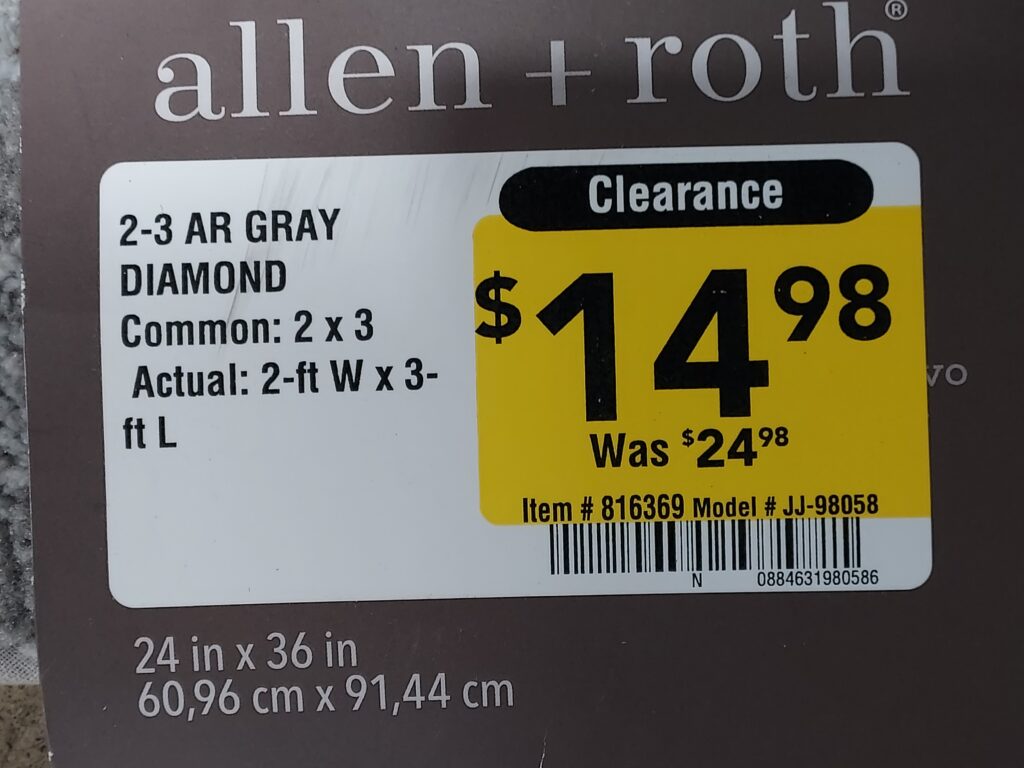 allen + roth®
2-3 AR GRAY
DIAMOND
Common: 2 x 3
Actual: 2-ft W x 3-
ft L
Clearance
$14 98
Was $24 98
Item # 816369 Model # JJ-98058
N 0884631980586
24 in x 36 in
60,96 cm x 91,44 cm